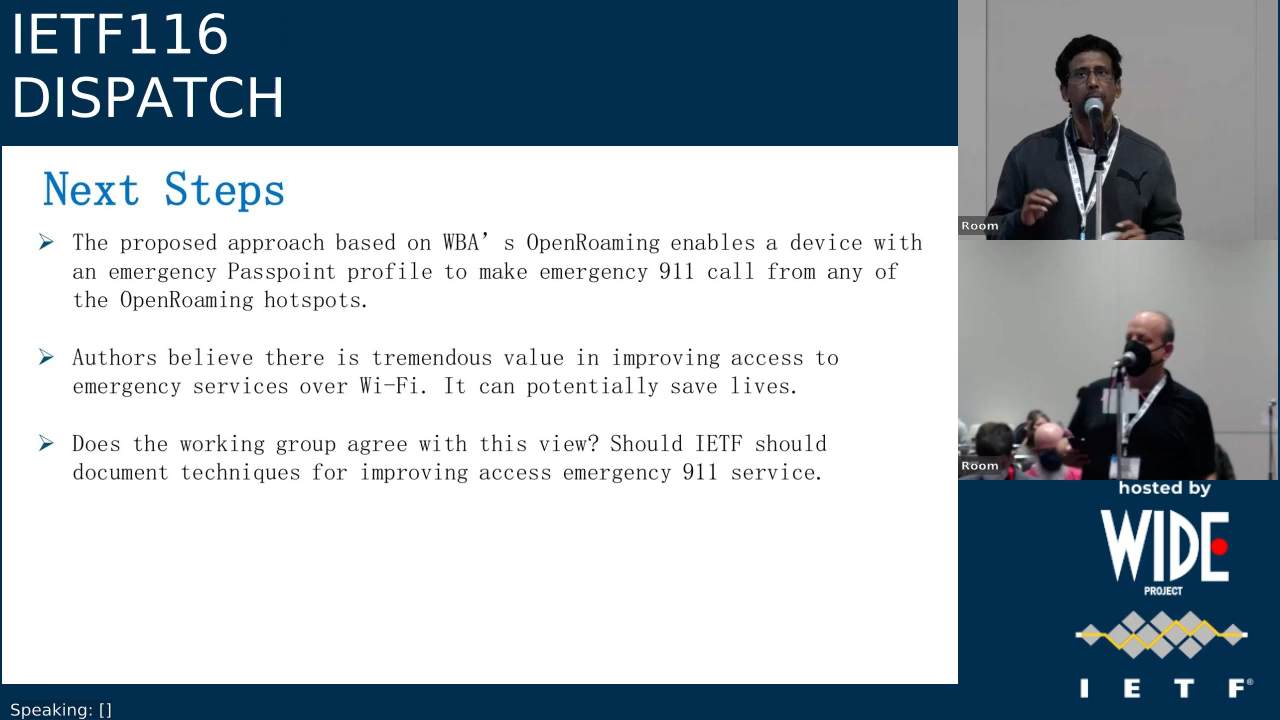 IETF116
DISPATCH
Next Steps
The proposed approach based on WBA’s OpenRoaming enables a device with
an emergency Passpoint profile to make emergency 911 call from any of
the OpenRoaming hotspots.
Authors believe there is tremendous value in improving access to
emergency services over Wi-Fi. It can potentially save lives.
Does the working group agree with this view? Should IETF should
document techniques for improving access emergency 911 service.
Room
Room
hosted by
WIDE
PROJECT
I E T F®
Speaking: []